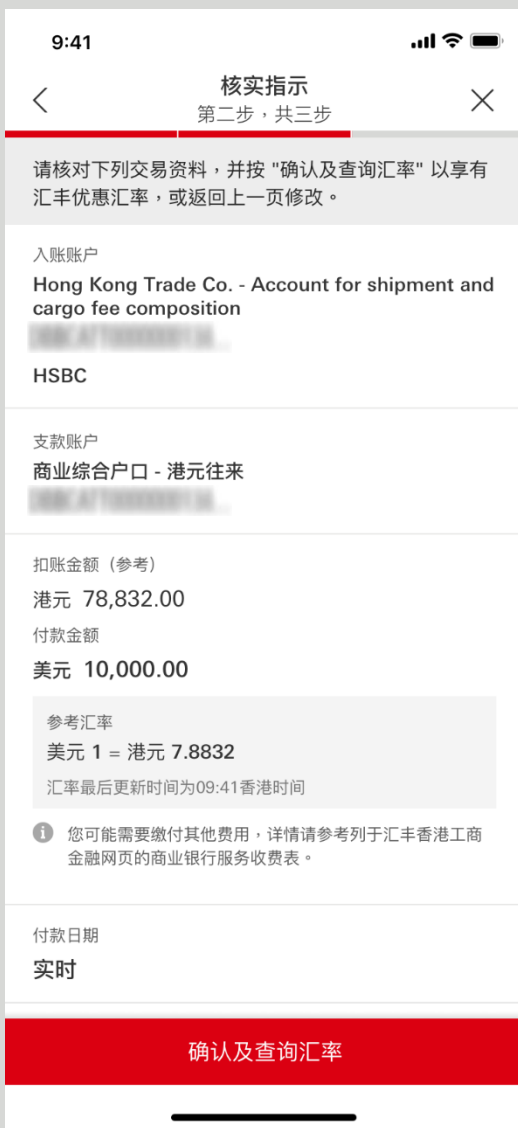 9:41
核实指示
第二步，共三步
请核对下列交易资料，并按 "确认及查询汇率" 以享有
汇丰优惠汇率，或返回上一页修改。
入账账户
Hong Kong Trade Co. - Account for shipment and
cargo fee composition
HSBC
支款账户
商业综合户口 - 港元往来
扣账金额（参考）
港元 78,832.00
付款金额
美元 10,000.00
参考汇率
美元 1 = 港元 7.8832
汇率最后更新时间为09:41香港时间
您可能需要缴付其他费用，详情请参考列于汇丰香港工商
金融网页的商业银行服务收费表。
付款日期
实时
确认及查询汇率